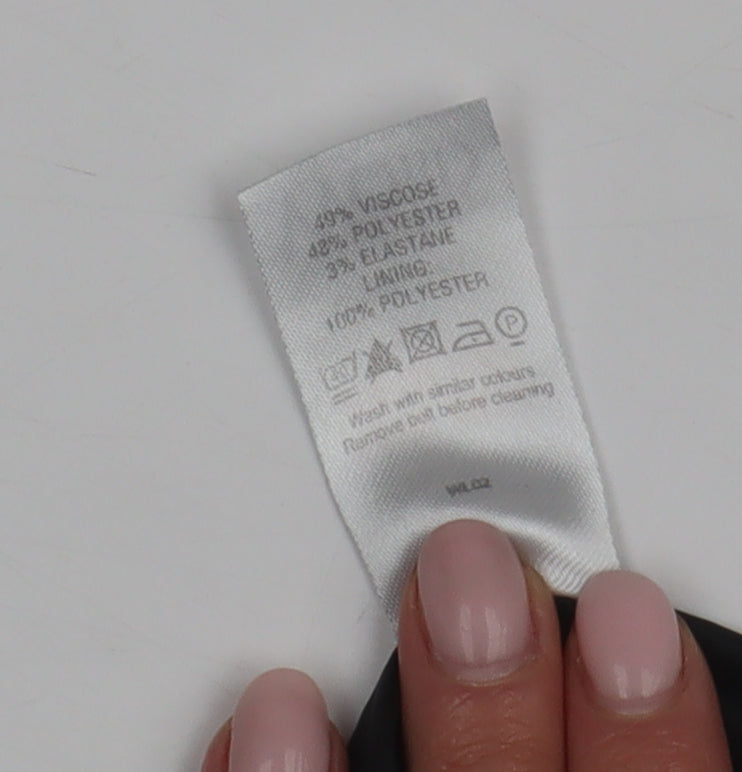 49% VISCOSE
48% POLYESTER
3% ELASTANE
LINING:
100% POLYESTER
P
Wash with similar colours
Remove belt before cleaning